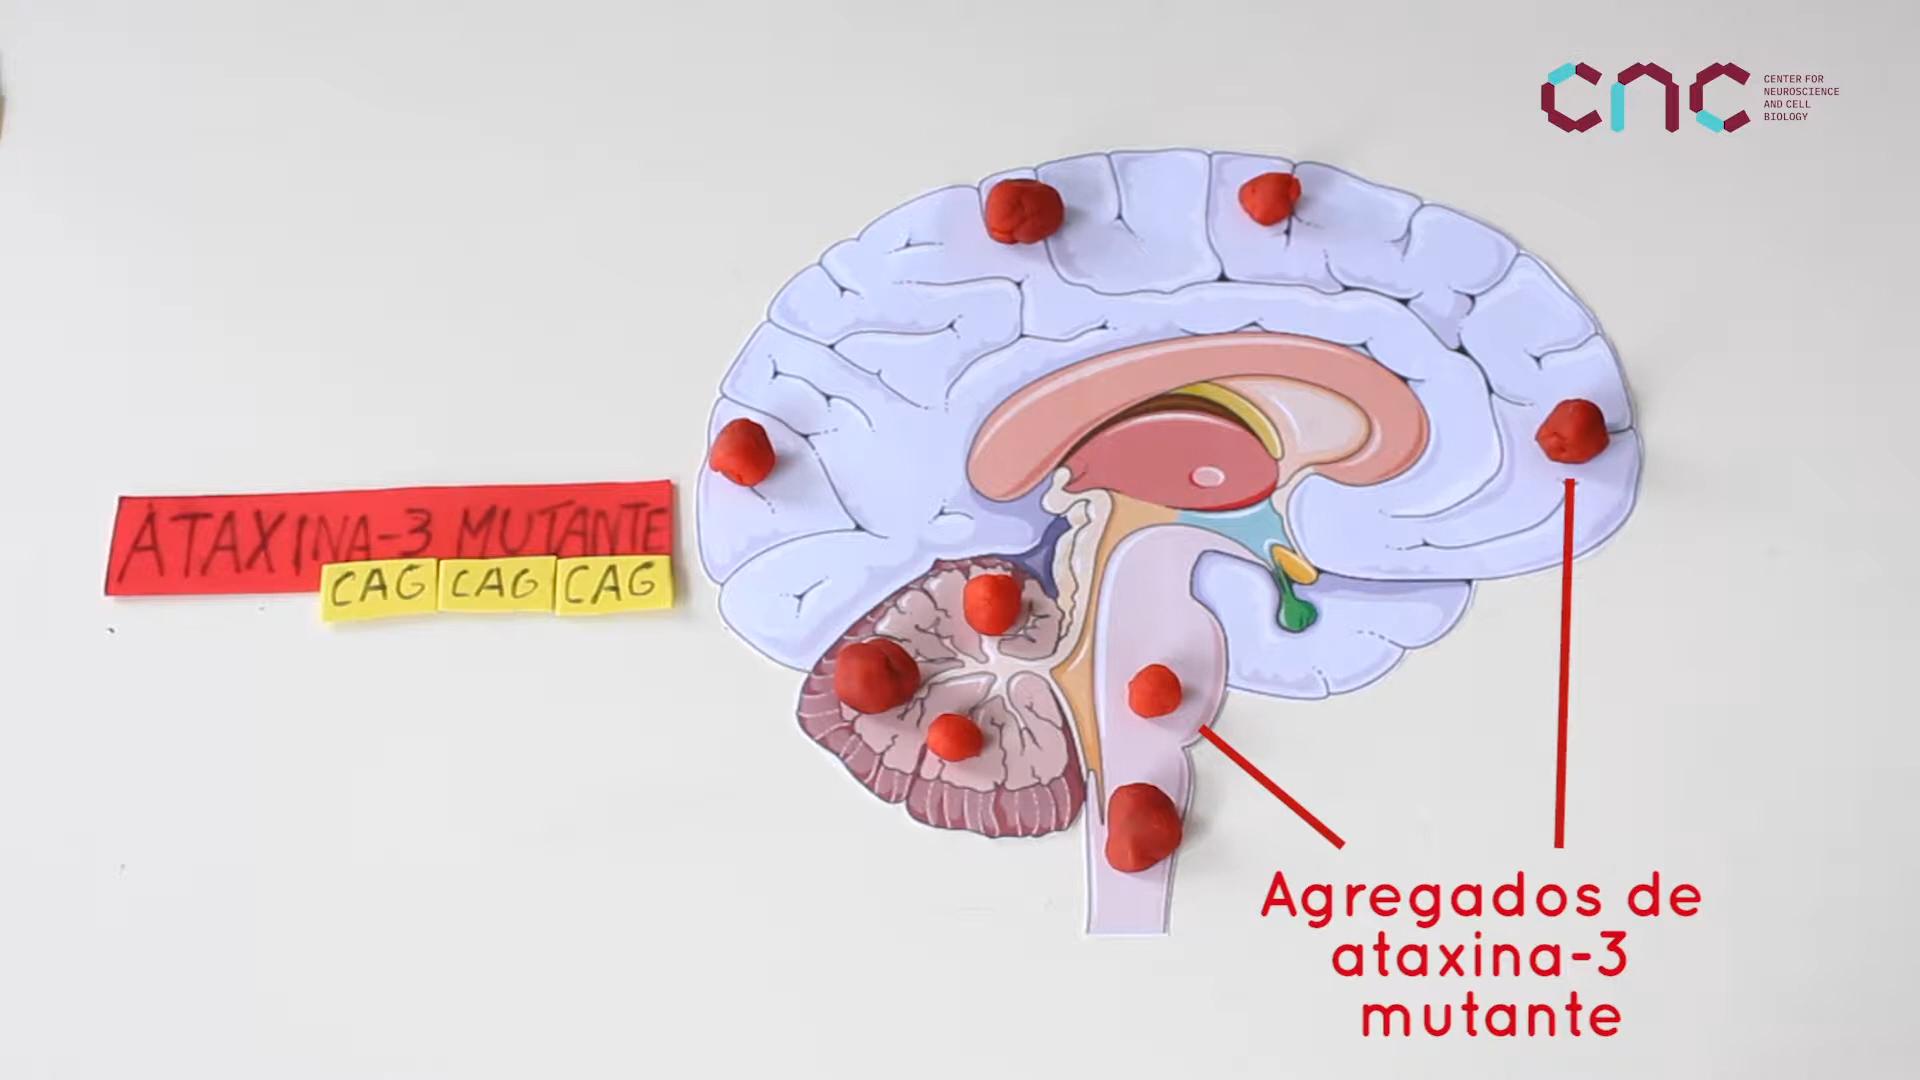 cnc
CENTER FOR
NEUROSCIENCE
AND CELL
BIOLOGY
ATAXINA-3 MUTANTE
CAG CAG CAG
Agregados de
ataxina-3
mutante